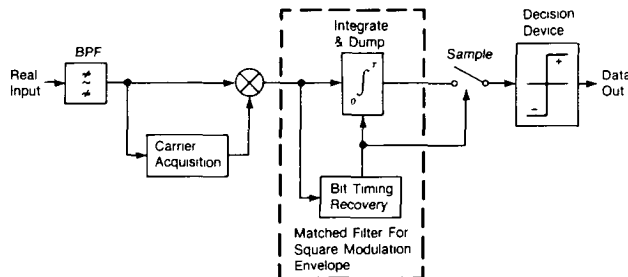 Decision
Device
Integrate
& Dump
Sample
BPF
Real
Input
T
∫
0
+
−
Data
Out
Carrier
Acquisition
Bit Timing
Recovery
Matched Filter For
Square Modulation
Envelope